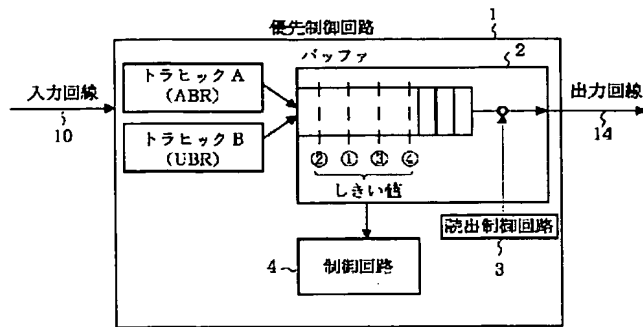 優先制御回路
1
バッファ
2
トラヒックA
(ABR)
入力回線
10
トラヒックB
(UBR)
出力回線
14
② ① ③ ④
しきい値
読出制御回路
3
4
制御回路